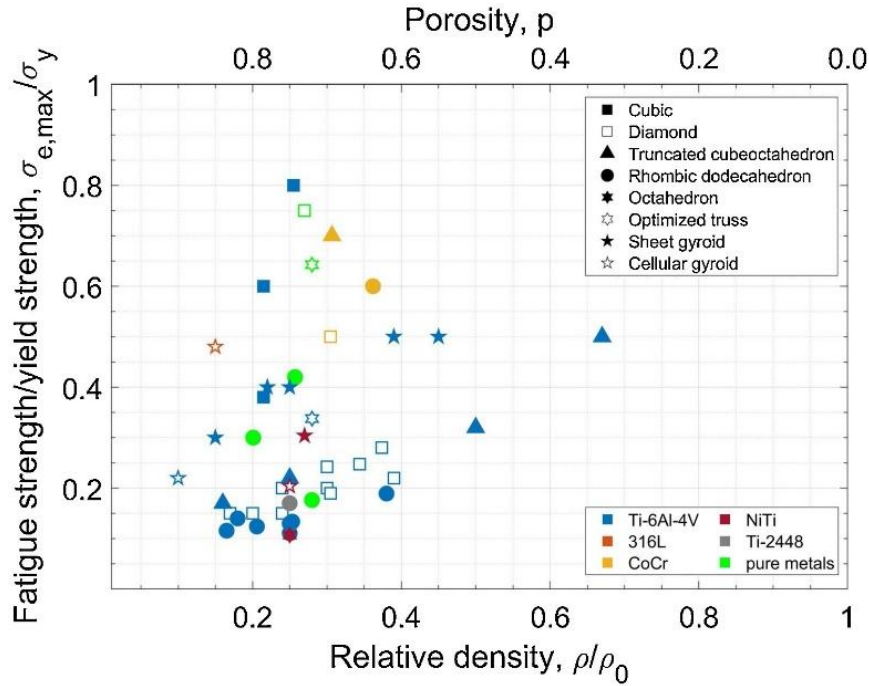 Porosity, p
0.8 0.6 0.4 0.2 0.0
Fatigue strength/yield strength, σe,max/σy
1
0.8
0.6
0.4
0.2
Cubic
Diamond
Truncated cubeoctahedron
Rhombic dodecahedron
Octahedron
Optimized truss
Sheet gyroid
Cellular gyroid
Ti-6Al-4V NiTi
316L Ti-2448
CoCr pure metals
0.2 0.4 0.6 0.8 1
Relative density, ρ/ρ0